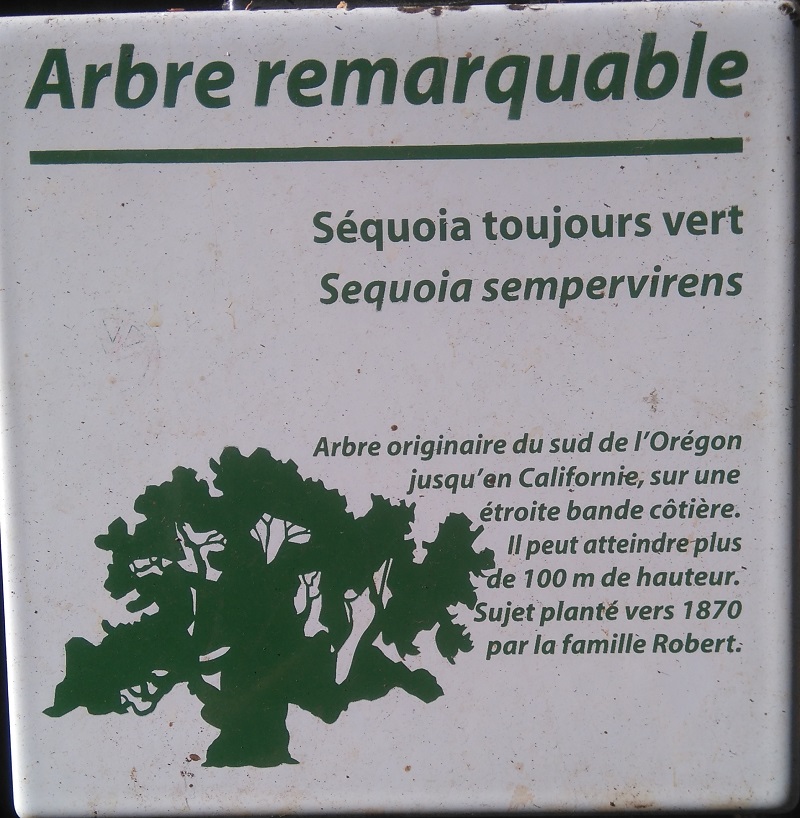 Arbre remarquable
Séquoia toujours vert
Sequoia sempervirens
Arbre originaire du sud de l'Orégon
jusqu'en Californie, sur une
étroite bande côtière.
Il peut atteindre plus
de 100 m de hauteur.
Sujet planté vers 1870
par la famille Robert.